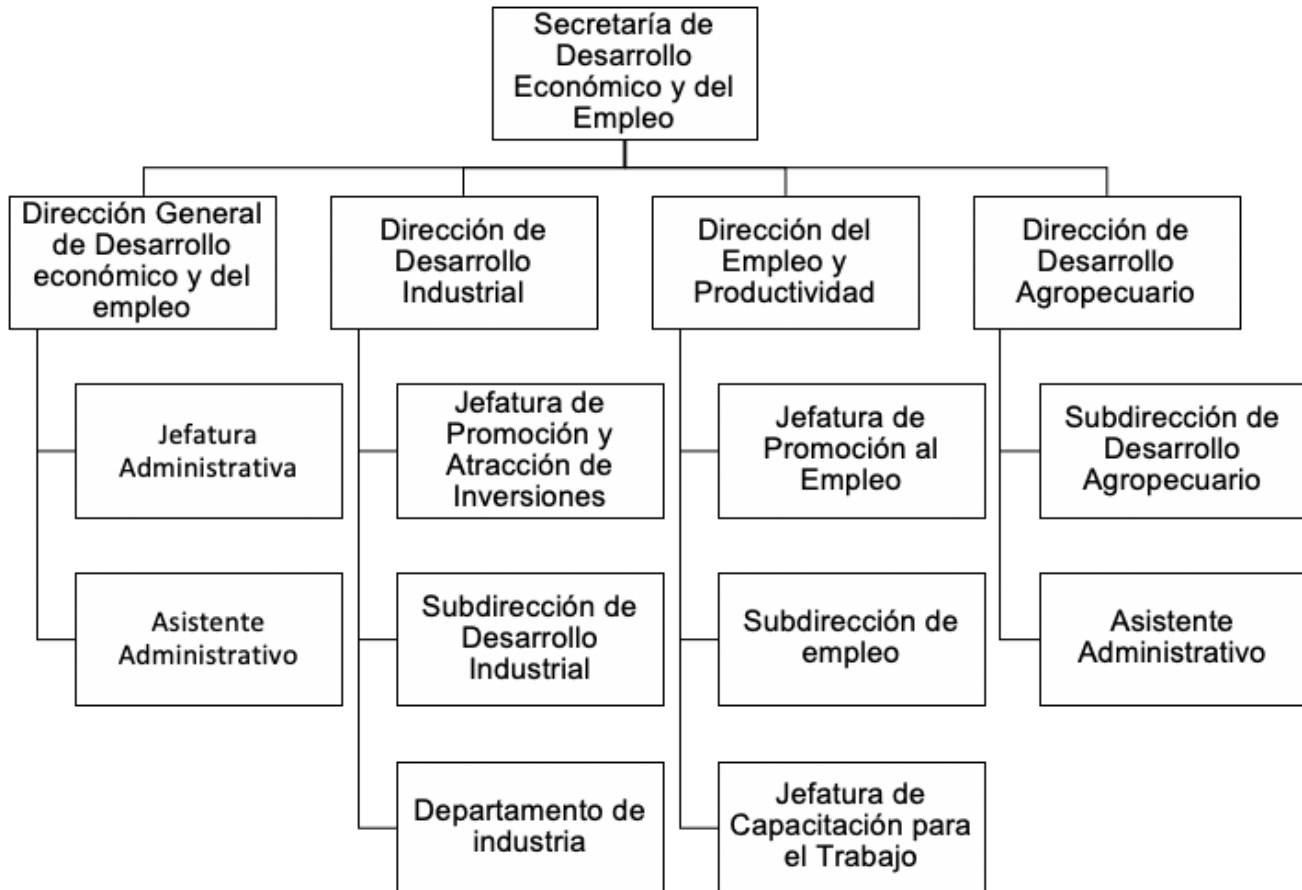 Secretaría de
Desarrollo
Económico y del
Empleo
Dirección General
de Desarrollo
económico y del
empleo
Dirección de
Desarrollo
Industrial
Dirección del
Empleo y
Productividad
Dirección de
Desarrollo
Agropecuario
Jefatura
Administrativa
Jefatura de
Promoción y
Atracción de
Inversiones
Jefatura de
Promoción al
Empleo
Subdirección de
Desarrollo
Agropecuario
Asistente
Administrativo
Subdirección de
Desarrollo
Industrial
Subdirección de
empleo
Asistente
Administrativo
Departamento de
industria
Jefatura de
Capacitación para
el Trabajo